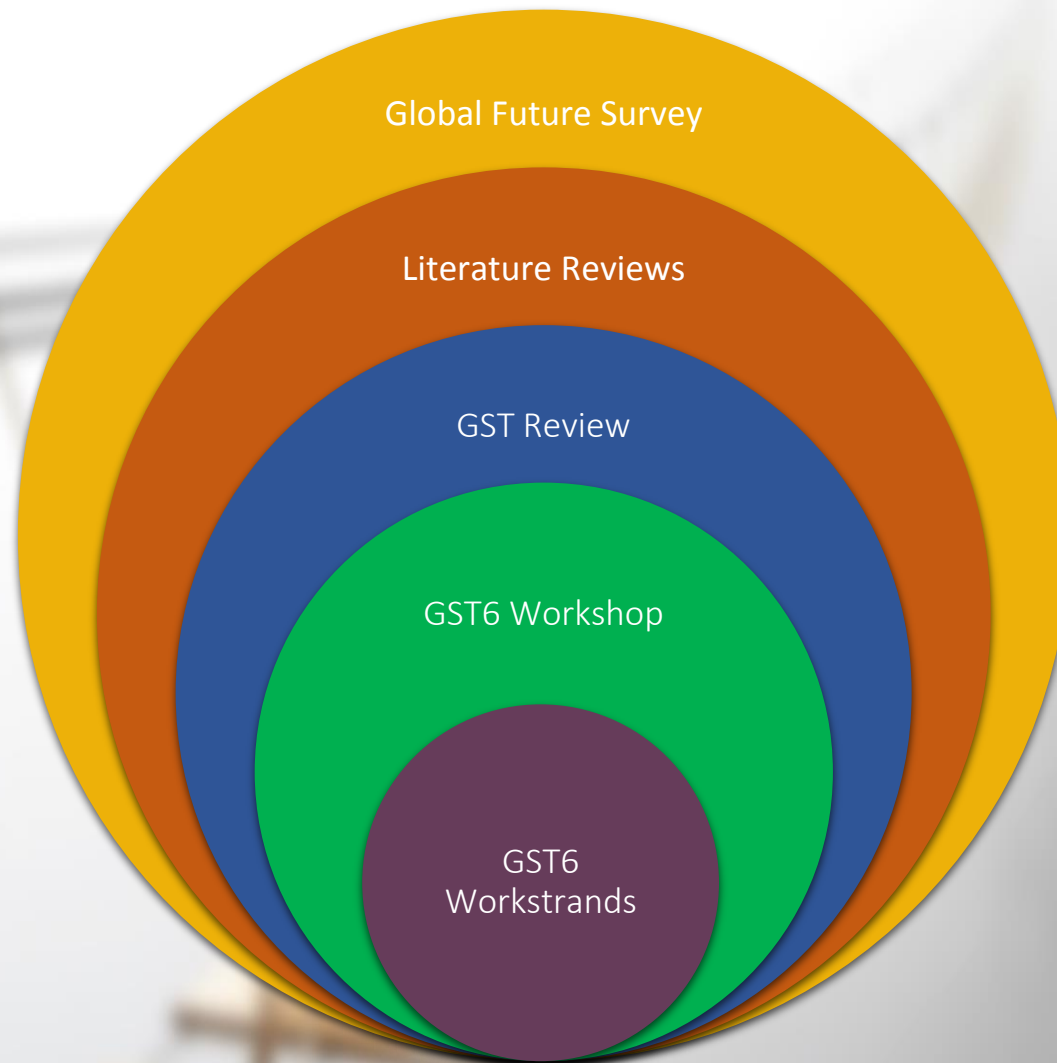 Global Future Survey
Literature Reviews
GST Review
GST6 Workshop
GST6
Workstrands